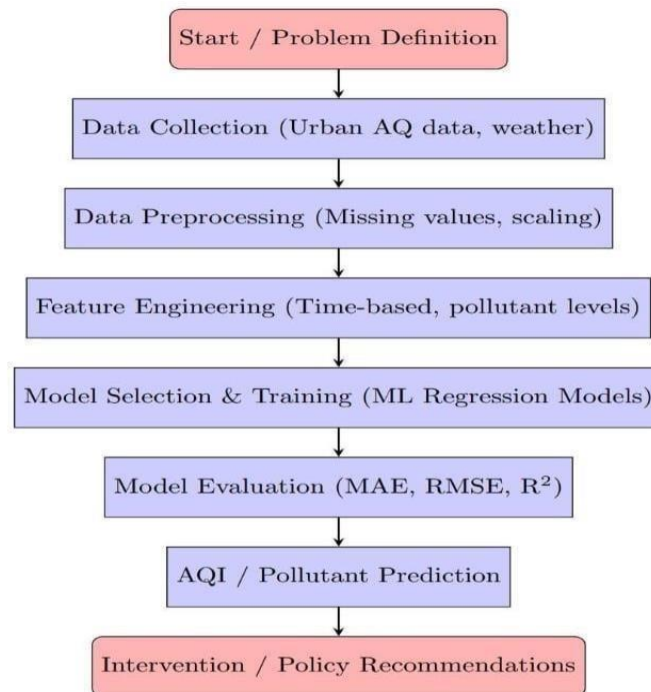 Start / Problem Definition
Data Collection (Urban AQ data, weather)
Data Preprocessing (Missing values, scaling)
Feature Engineering (Time-based, pollutant levels)
Model Selection & Training (ML Regression Models)
Model Evaluation (MAE, RMSE, R²)
AQI / Pollutant Prediction
Intervention / Policy Recommendations